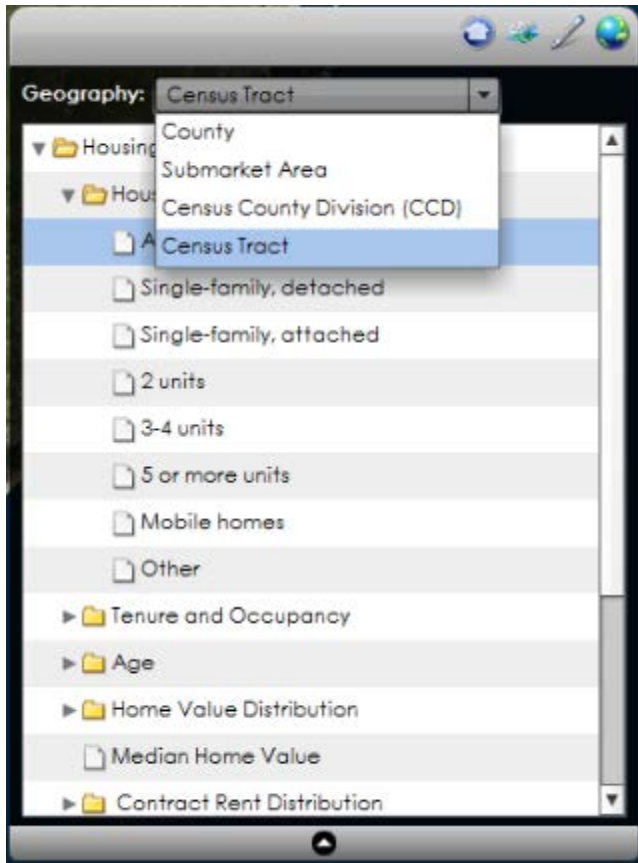 Geography: Census Tract
County
Housing
Submarket Area
Hous
Census County Division (CCD)
A
Census Tract
Single-family, detached
Single-family, attached
2 units
3-4 units
5 or more units
Mobile homes
Other
Tenure and Occupancy
Age
Home Value Distribution
Median Home Value
Contract Rent Distribution